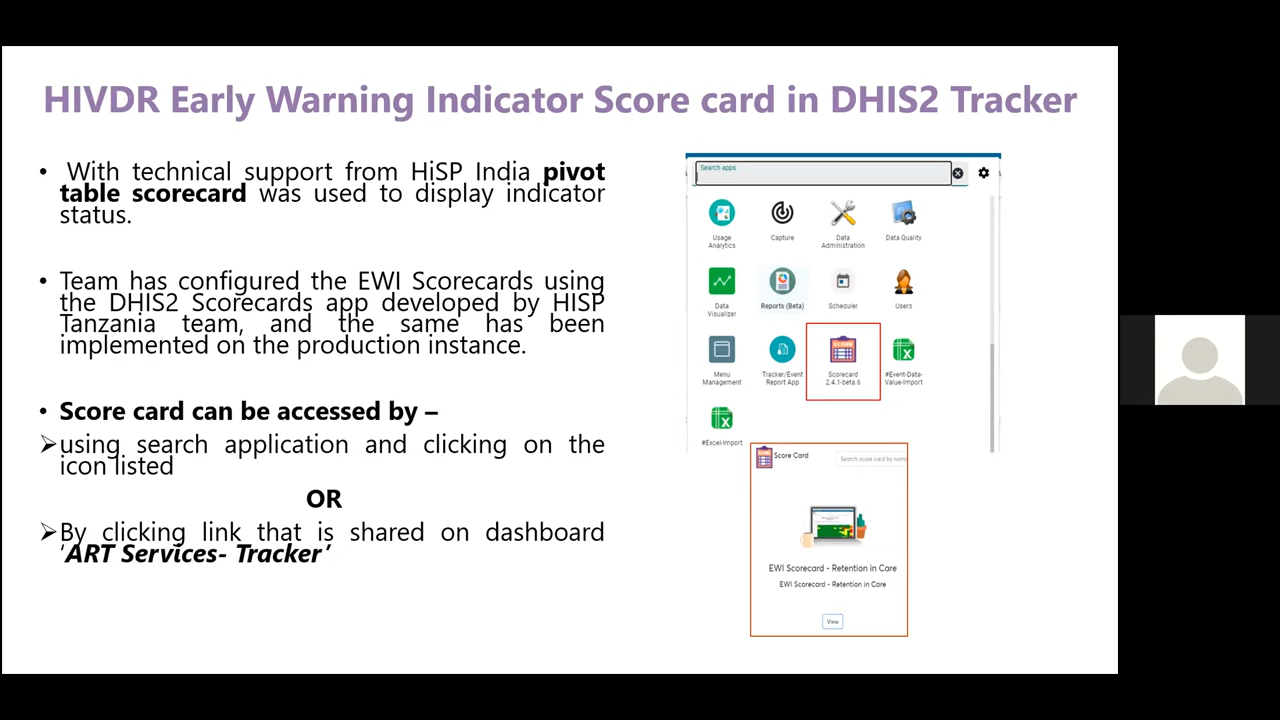 HIVDR Early Warning Indicator Score card in DHIS2 Tracker
• With technical support from HiSP India pivot
table scorecard was used to display indicator
status.
• Team has configured the EWI Scorecards using
the DHIS2 Scorecards app developed by HISP
Tanzania team, and the same has been
implemented on the production instance.
• Score card can be accessed by –
➢using search application and clicking on the
icon listed
OR
➢By clicking link that is shared on dashboard
‘ART Services- Tracker’
Search apps
Usage
Analytics
Capture
Data
Administration
Data Quality
Data
Visualizer
Reports (Beta)
Scheduler
Users
Menu
Management
Tracker/Event
Report App
Scorecard
2.4.1-beta.6
#Event-Data-
Value-Import
#Excel-Import
Score Card
Search score card by name
EWI Scorecard - Retention in Care
EWI Scorecard - Retention in Care
View